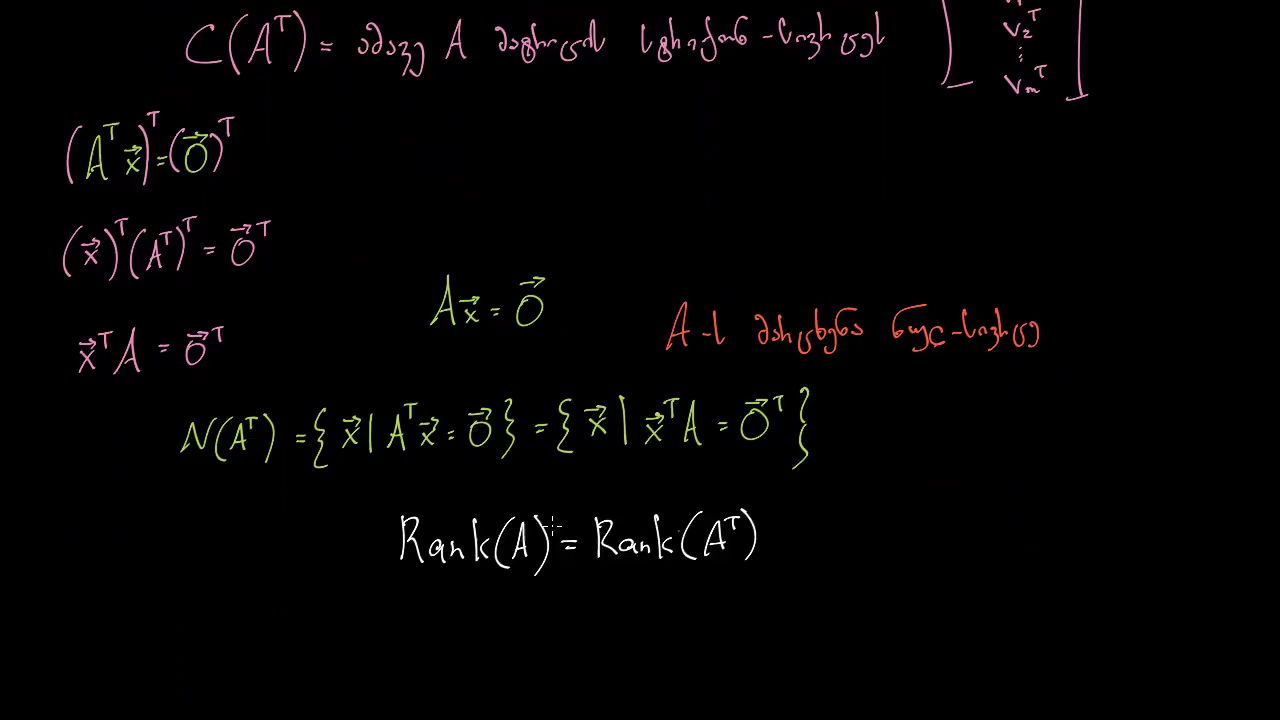 C(Aᵀ) = ამავე A მატრიცის სტრიქონ-სივრცეს
v₂ᵀ
⋮
vₘᵀ
(Aᵀx⃗)ᵀ=(0⃗)ᵀ
(x⃗)ᵀ(Aᵀ)ᵀ = 0⃗ᵀ
Ax⃗ = 0⃗
A-ს მარცხენა ნულ-სივრცე
x⃗ᵀA = 0⃗ᵀ
N(Aᵀ) = { x⃗ | Aᵀx⃗ = 0⃗ } = { x⃗ | x⃗ᵀA = 0⃗ᵀ }
Rank(A) = Rank(Aᵀ)